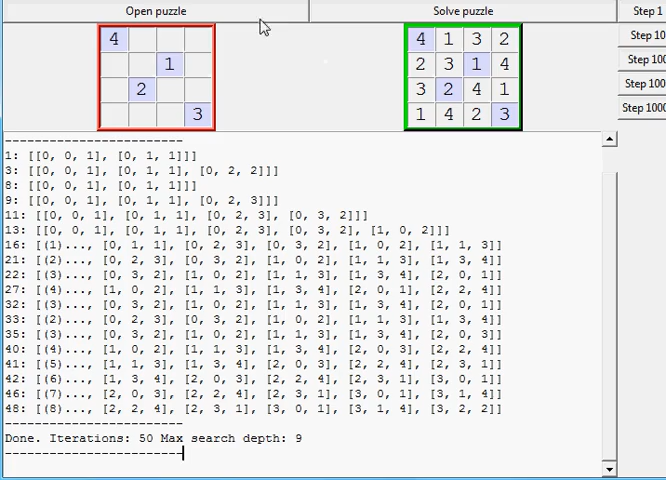 Open puzzle Solve puzzle Step 1
4 4 1 3 2 Step 10
1 2 3 1 4 Step 100
2 3 2 4 1 Step 100
3 1 4 2 3 Step 1000
-------------------------
1: [[0, 0, 1], [0, 1, 1]]]
3: [[0, 0, 1], [0, 1, 1], [0, 2, 2]]]
8: [[0, 0, 1], [0, 1, 1]]]
9: [[0, 0, 1], [0, 1, 1], [0, 2, 3]]]
11: [[0, 0, 1], [0, 1, 1], [0, 2, 3], [0, 3, 2]]]
13: [[0, 0, 1], [0, 1, 1], [0, 2, 3], [0, 3, 2], [1, 0, 2]]]
16: [(1)..., [0, 1, 1], [0, 2, 3], [0, 3, 2], [1, 0, 2], [1, 1, 3]]
21: [(2)..., [0, 2, 3], [0, 3, 2], [1, 0, 2], [1, 1, 3], [1, 3, 4]]
22: [(3)..., [0, 3, 2], [1, 0, 2], [1, 1, 3], [1, 3, 4], [2, 0, 1]]
27: [(4)..., [1, 0, 2], [1, 1, 3], [1, 3, 4], [2, 0, 1], [2, 2, 4]]
32: [(3)..., [0, 3, 2], [1, 0, 2], [1, 1, 3], [1, 3, 4], [2, 0, 1]]
33: [(2)..., [0, 2, 3], [0, 3, 2], [1, 0, 2], [1, 1, 3], [1, 3, 4]]
35: [(3)..., [0, 3, 2], [1, 0, 2], [1, 1, 3], [1, 3, 4], [2, 0, 3]]
40: [(4)..., [1, 0, 2], [1, 1, 3], [1, 3, 4], [2, 0, 3], [2, 2, 4]]
41: [(5)..., [1, 1, 3], [1, 3, 4], [2, 0, 3], [2, 2, 4], [2, 3, 1]]
42: [(6)..., [1, 3, 4], [2, 0, 3], [2, 2, 4], [2, 3, 1], [3, 0, 1]]
46: [(7)..., [2, 0, 3], [2, 2, 4], [2, 3, 1], [3, 0, 1], [3, 1, 4]]
48: [(8)..., [2, 2, 4], [2, 3, 1], [3, 0, 1], [3, 1, 4], [3, 2, 2]]
-------------------------
Done. Iterations: 50 Max search depth: 9
-------------------------